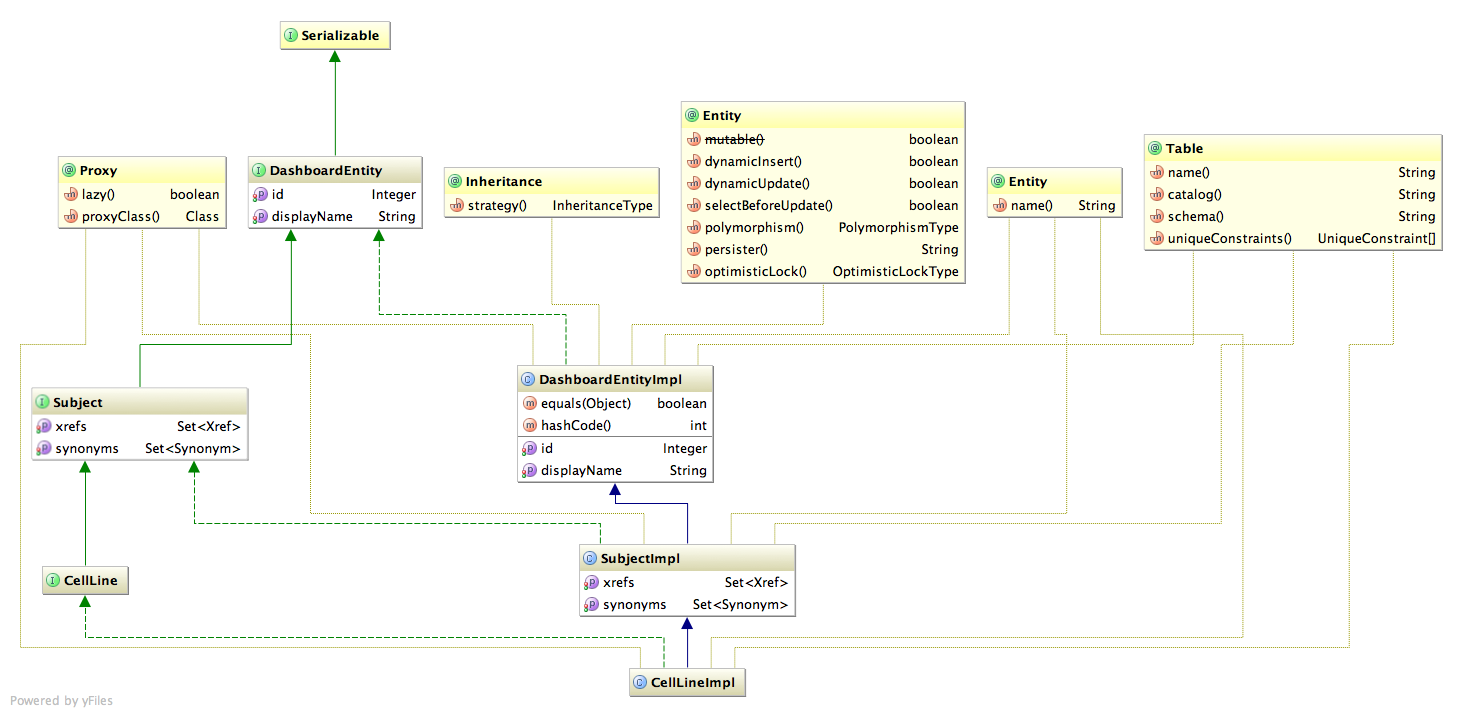 I Serializable
@ Proxy
m lazy() boolean
m proxyClass() Class
I DashboardEntity
p id Integer
p displayName String
@ Inheritance
m strategy() InheritanceType
@ Entity
m mutable() boolean
m dynamicInsert() boolean
m dynamicUpdate() boolean
m selectBeforeUpdate() boolean
m polymorphism() PolymorphismType
m persister() String
m optimisticLock() OptimisticLockType
@ Entity
m name() String
@ Table
m name() String
m catalog() String
m schema() String
m uniqueConstraints() UniqueConstraint[]
I Subject
p xrefs Set<Xref>
p synonyms Set<Synonym>
C DashboardEntityImpl
m equals(Object) boolean
m hashCode() int
p id Integer
p displayName String
I CellLine
C SubjectImpl
p xrefs Set<Xref>
p synonyms Set<Synonym>
C CellLineImpl
Powered by yFiles